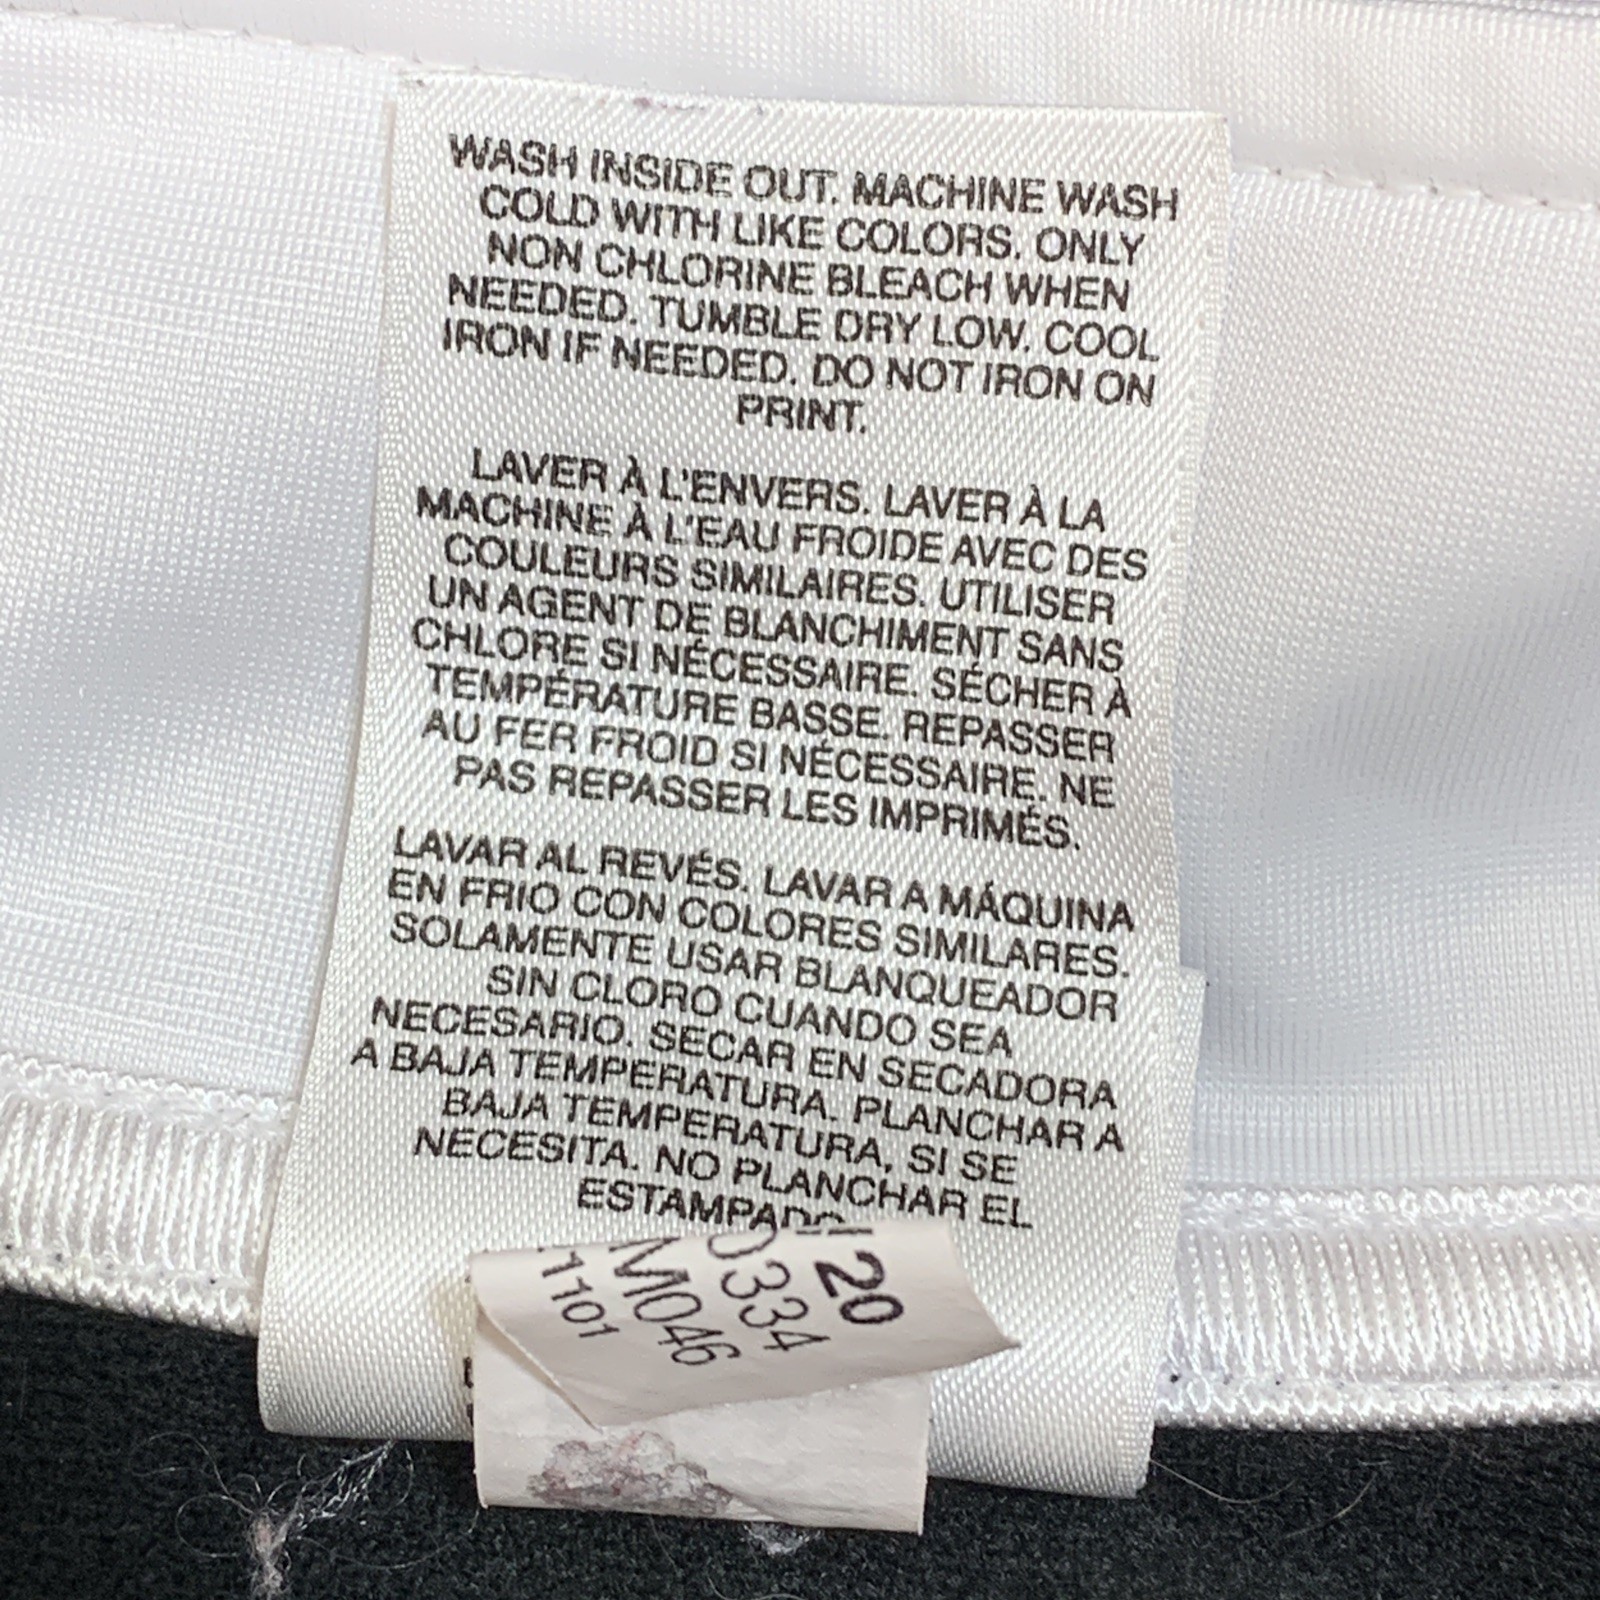 WASH INSIDE OUT. MACHINE WASH
COLD WITH LIKE COLORS. ONLY
NON CHLORINE BLEACH WHEN
NEEDED. TUMBLE DRY LOW. COOL
IRON IF NEEDED. DO NOT IRON ON
PRINT.
LAVER À L'ENVERS. LAVER À LA
MACHINE À L'EAU FROIDE AVEC DES
COULEURS SIMILAIRES. UTILISER
UN AGENT DE BLANCHIMENT SANS
CHLORE SI NÉCESSAIRE. SÉCHER À
TEMPÉRATURE BASSE. REPASSER
AU FER FROID SI NÉCESSAIRE. NE
PAS REPASSER LES IMPRIMÉS.
LAVAR AL REVÉS. LAVAR A MÁQUINA
EN FRIO CON COLORES SIMILARES.
SOLAMENTE USAR BLANQUEADOR
SIN CLORO CUANDO SEA
NECESARIO. SECAR EN SECADORA
A BAJA TEMPERATURA. PLANCHAR A
BAJA TEMPERATURA, SI SE
NECESITA. NO PLANCHAR EL
ESTAMPADO
20
0334
M046
1101